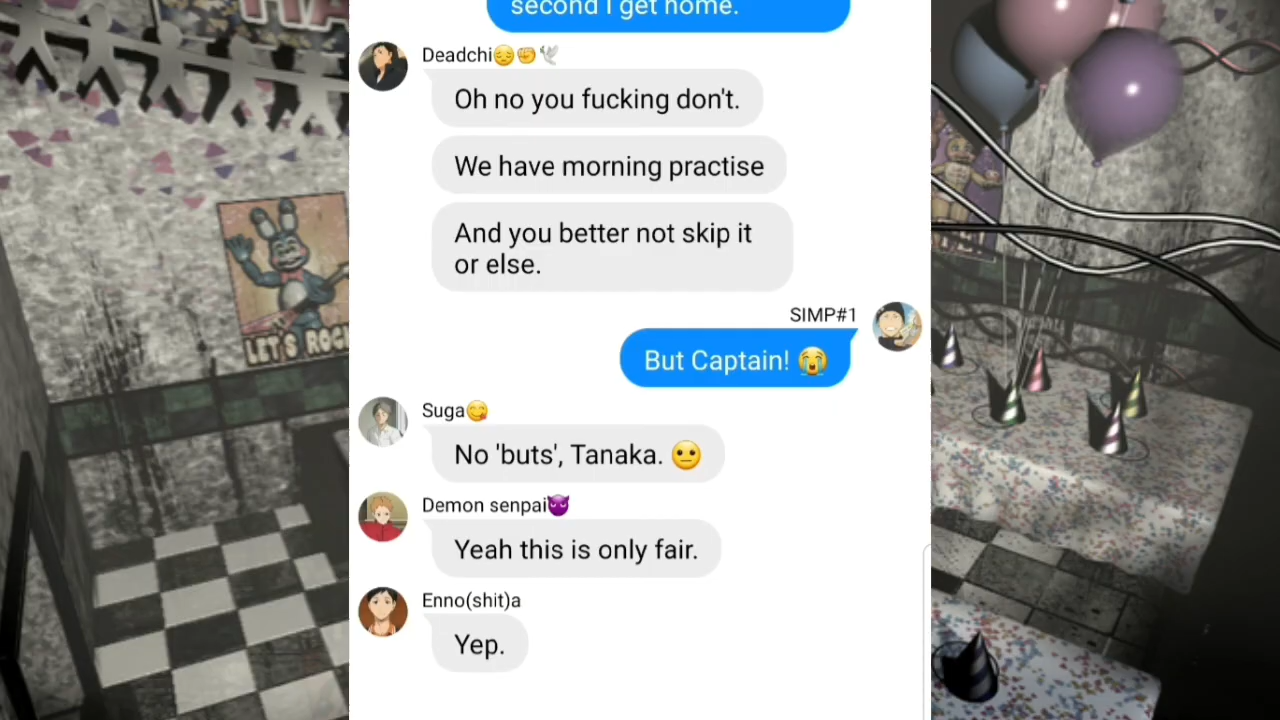 second I get home.
Deadchi😔✊🕊
Oh no you fucking don't.
We have morning practise
And you better not skip it
or else.
SIMP#1
But Captain! 😭
Suga😋
No 'buts', Tanaka. 😐
Demon senpai😈
Yeah this is only fair.
Enno(shit)a
Yep.
LET'S ROCK